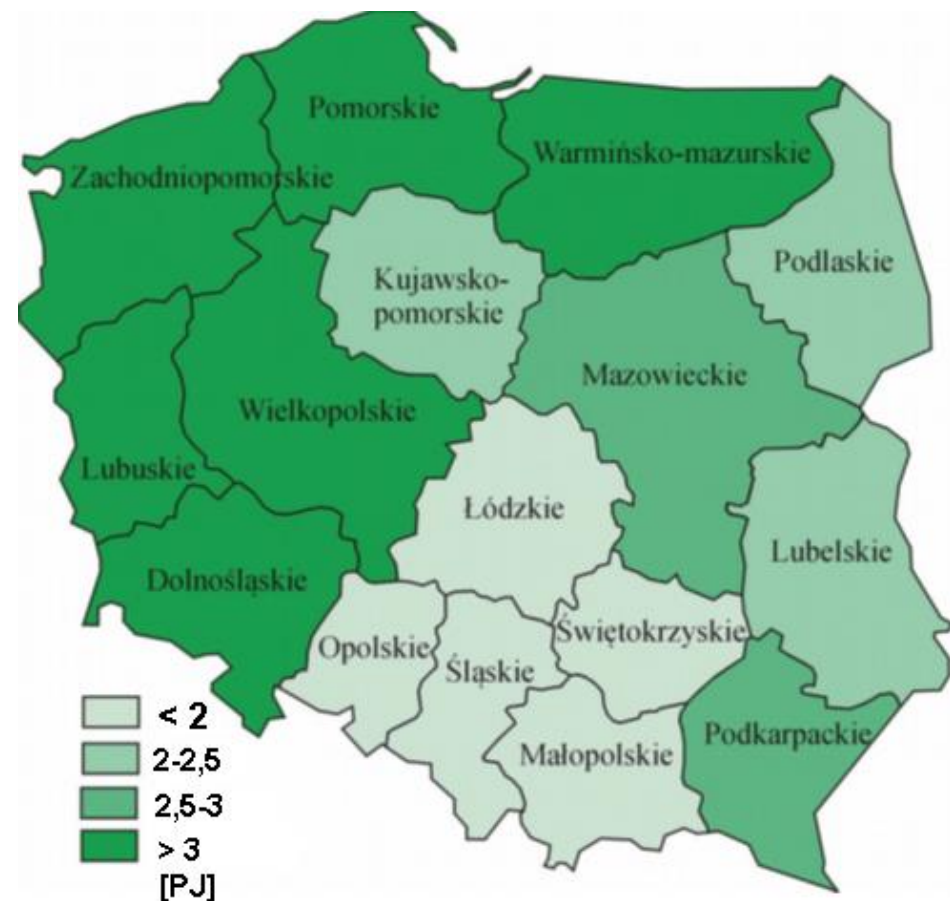 Pomorskie
Warmińsko-mazurskie
Zachodniopomorskie
Podlaskie
Kujawsko-
pomorskie
Mazowieckie
Wielkopolskie
Lubuskie
Łódzkie
Lubelskie
Dolnośląskie
Świętokrzyskie
Opolskie
Śląskie
Podkarpackie
Małopolskie
< 2
2-2,5
2,5-3
> 3
[PJ]